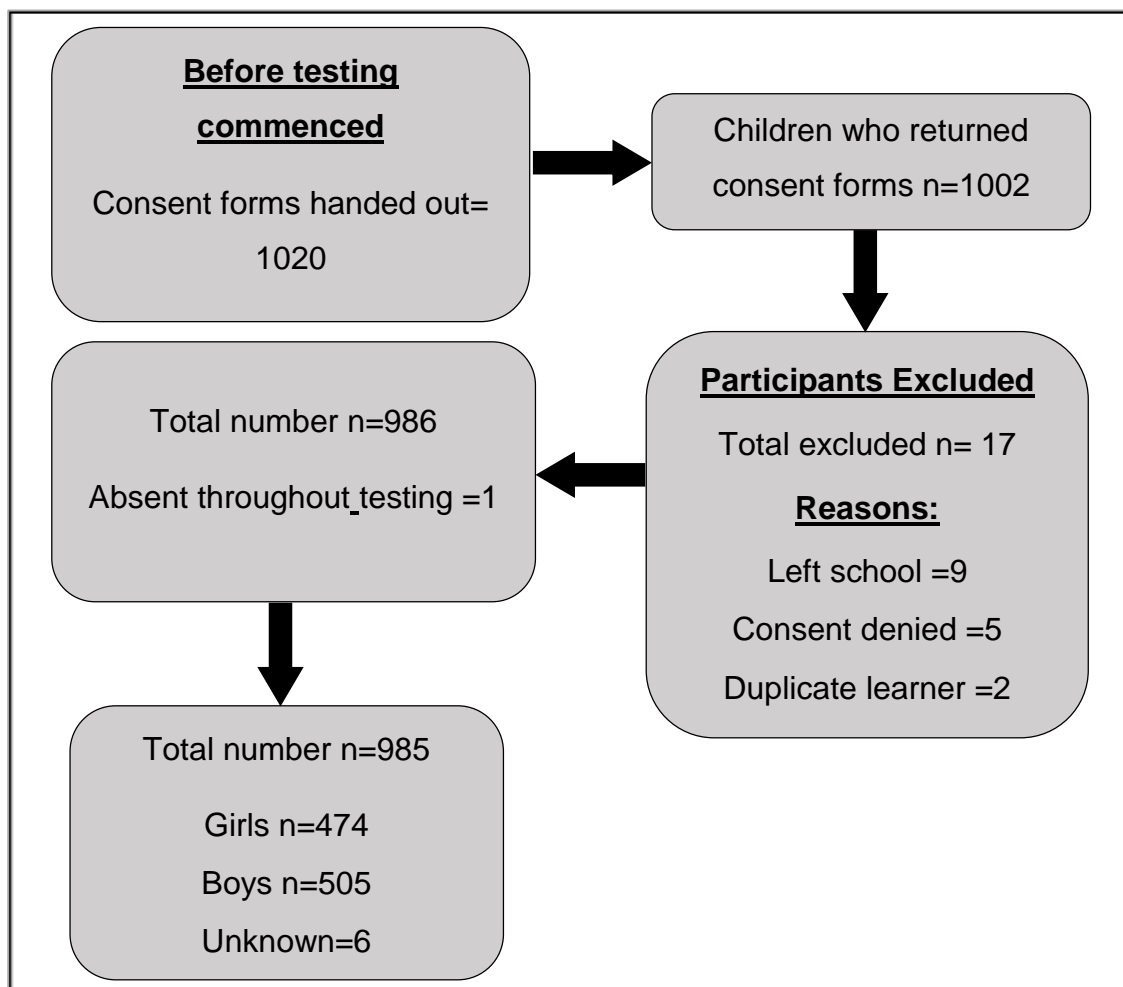 Before testing
commenced
Consent forms handed out=
1020
Children who returned
consent forms n=1002
Participants Excluded
Total excluded n= 17
Reasons:
Left school =9
Consent denied =5
Duplicate learner =2
Total number n=986
Absent throughout testing =1
Total number n=985
Girls n=474
Boys n=505
Unknown=6